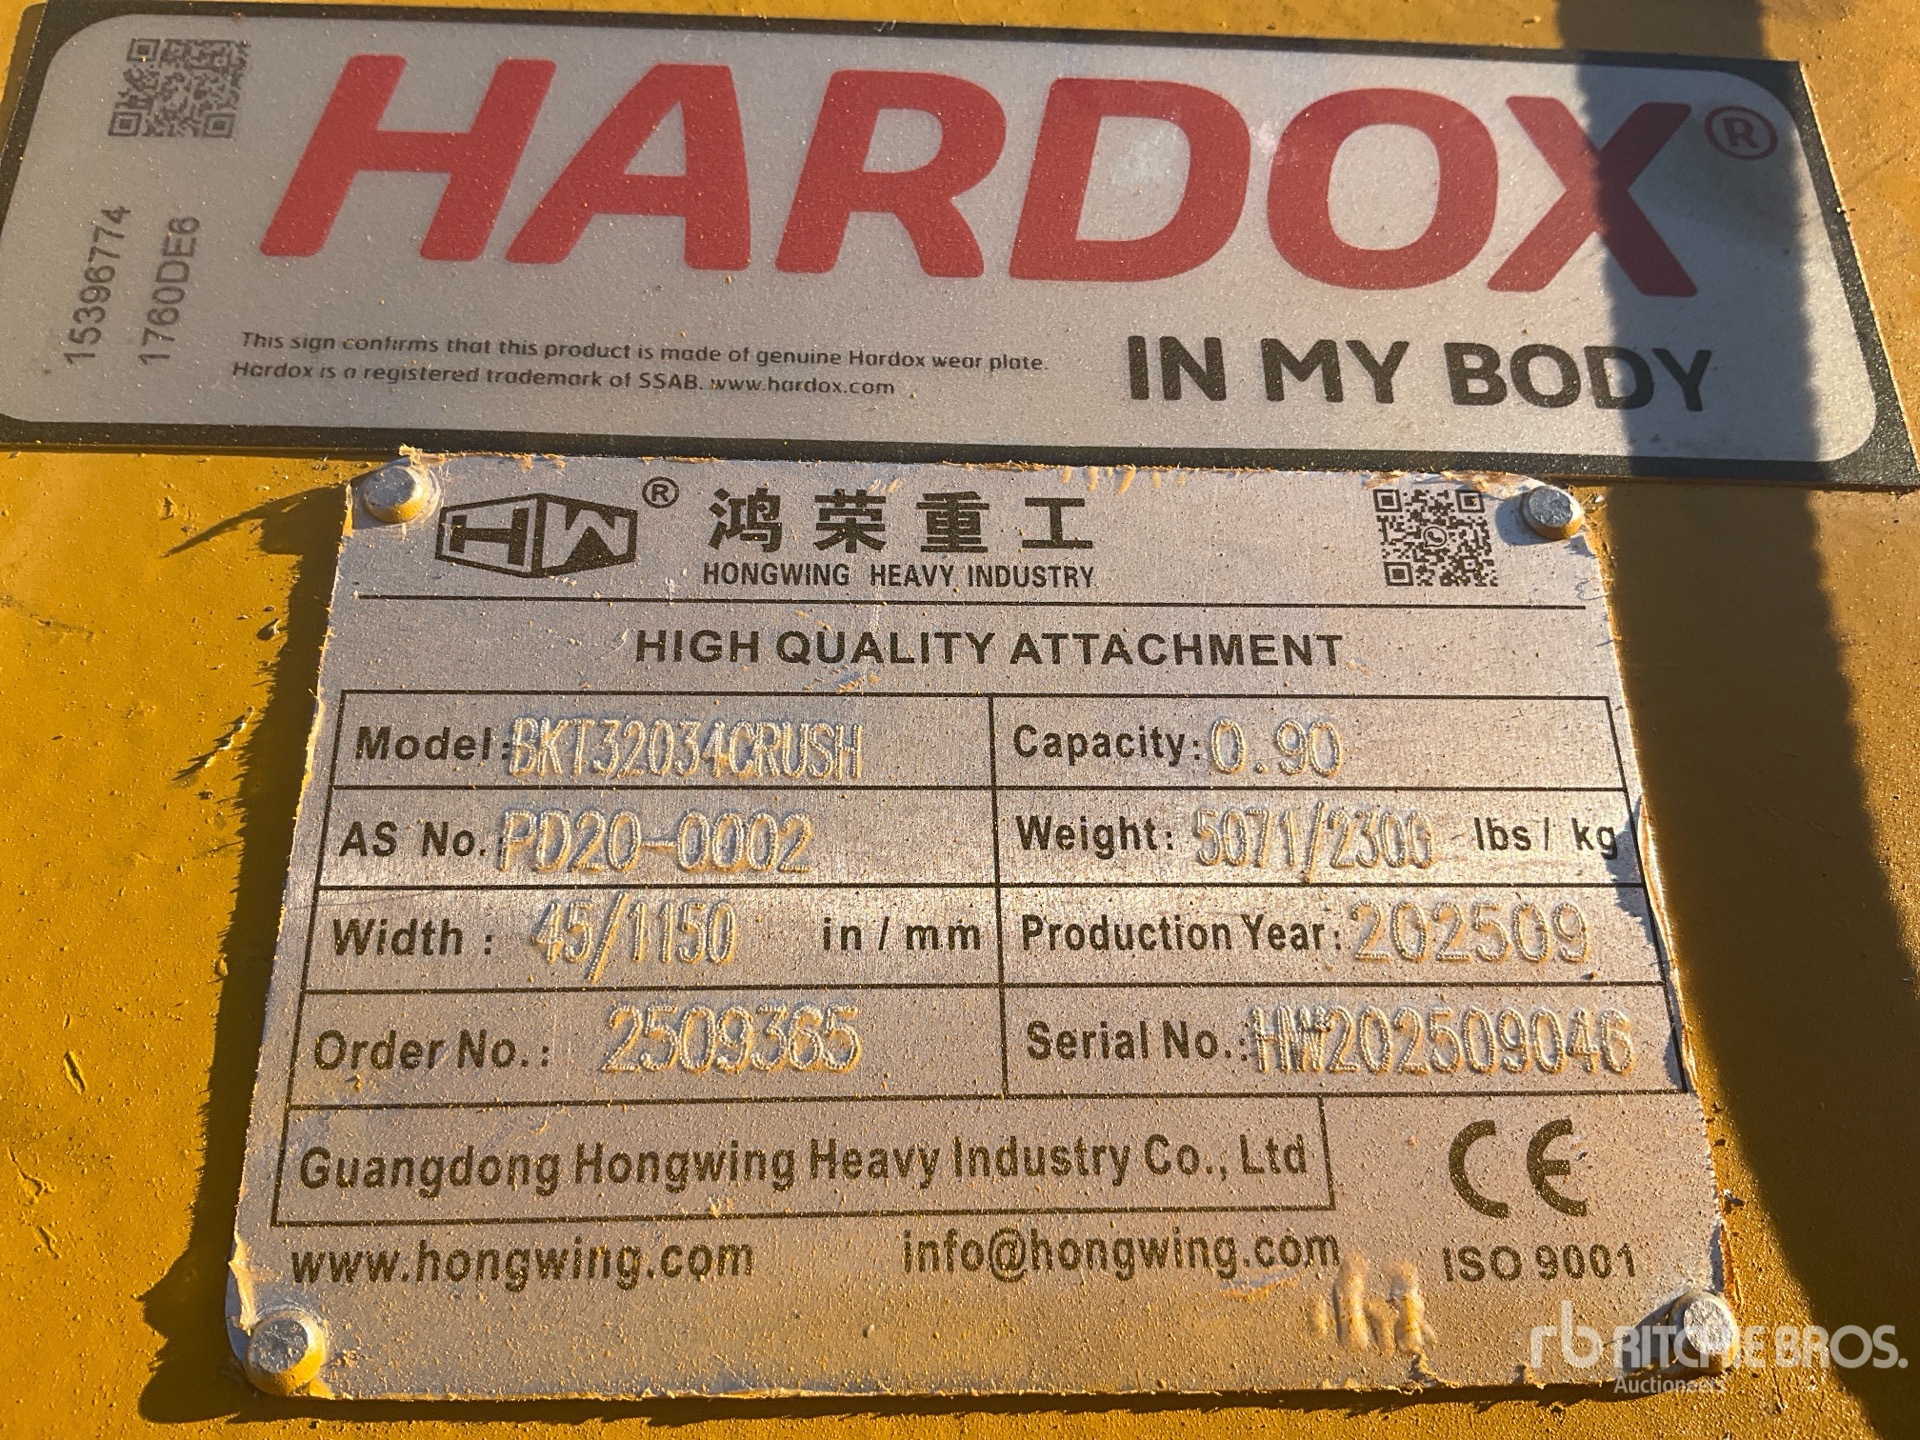 HARDOX®
IN MY BODY
15396774
1760DE6
This sign confirms that this product is made of genuine Hardox wear plate.
Hardox is a registered trademark of SSAB. www.hardox.com
HW® 鸿荣重工
HONGWING HEAVY INDUSTRY
HIGH QUALITY ATTACHMENT
Model: BKT32034CRUSH
Capacity: 0.90
AS No.: PD20-0002
Weight: 5071/2300 lbs / kg
Width: 45/1150 in / mm
Production Year: 202509
Order No.: 2509365
Serial No.: HW202509046
Guangdong Hongwing Heavy Industry Co., Ltd
CE
www.hongwing.com
info@hongwing.com
ISO 9001
rb RITCHIE BROS.
Auctioneers